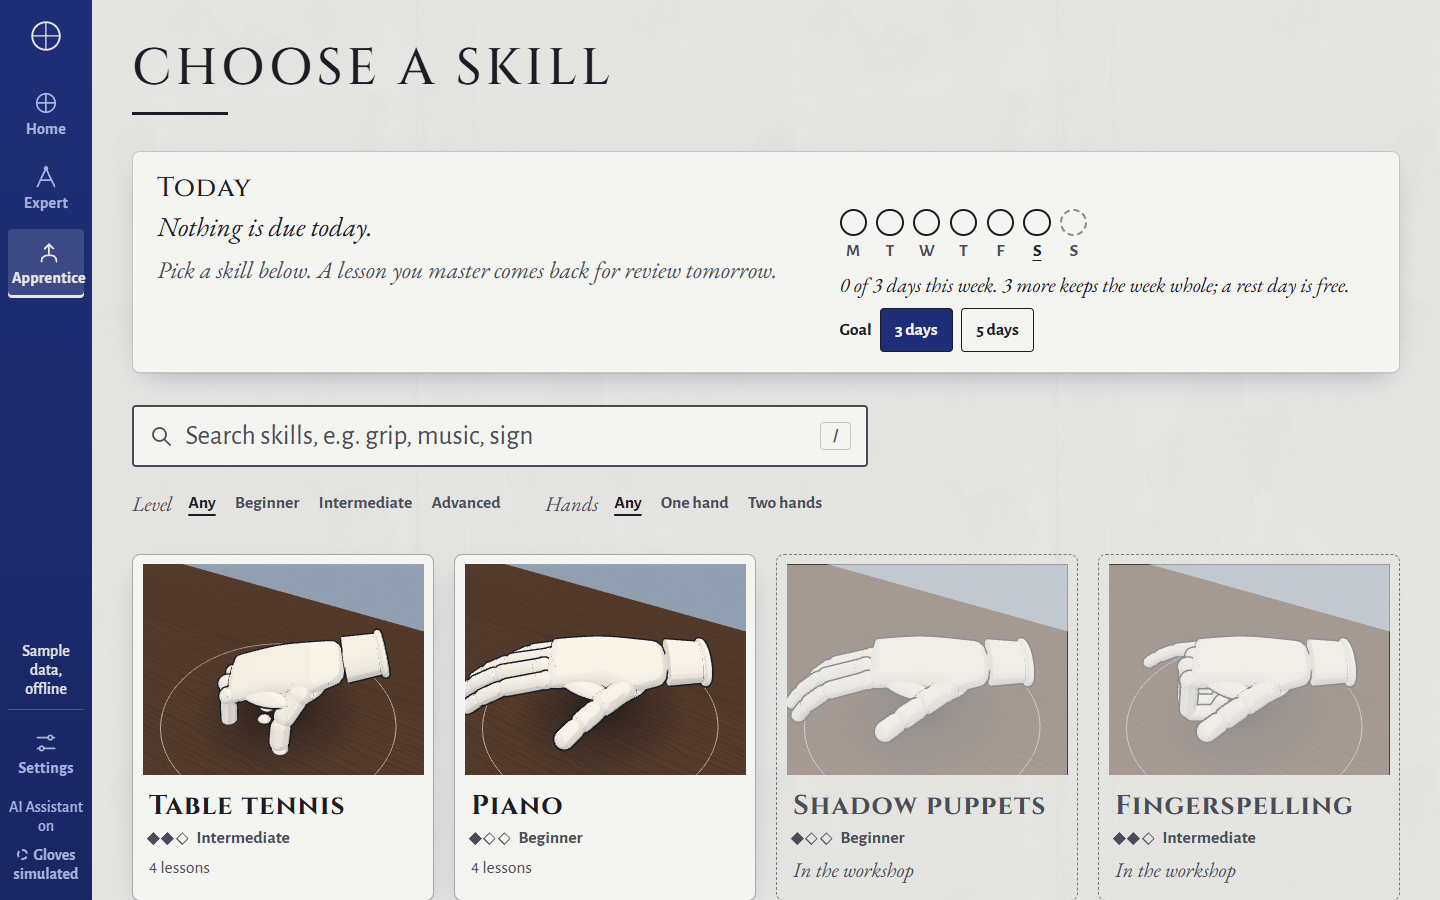 CHOOSE A SKILL
Home
Expert
Apprentice
Sample
data,
offline
Settings
AI Assistant
on
Gloves
simulated
TODAY
Nothing is due today.
Pick a skill below. A lesson you master comes back for review tomorrow.
M T W T F S S
0 of 3 days this week. 3 more keeps the week whole; a rest day is free.
Goal 3 days 5 days
Search skills, e.g. grip, music, sign /
Level Any Beginner Intermediate Advanced Hands Any One hand Two hands
TABLE TENNIS
Intermediate
4 lessons
PIANO
Beginner
4 lessons
SHADOW PUPPETS
Beginner
In the workshop
FINGERSPELLING
Intermediate
In the workshop